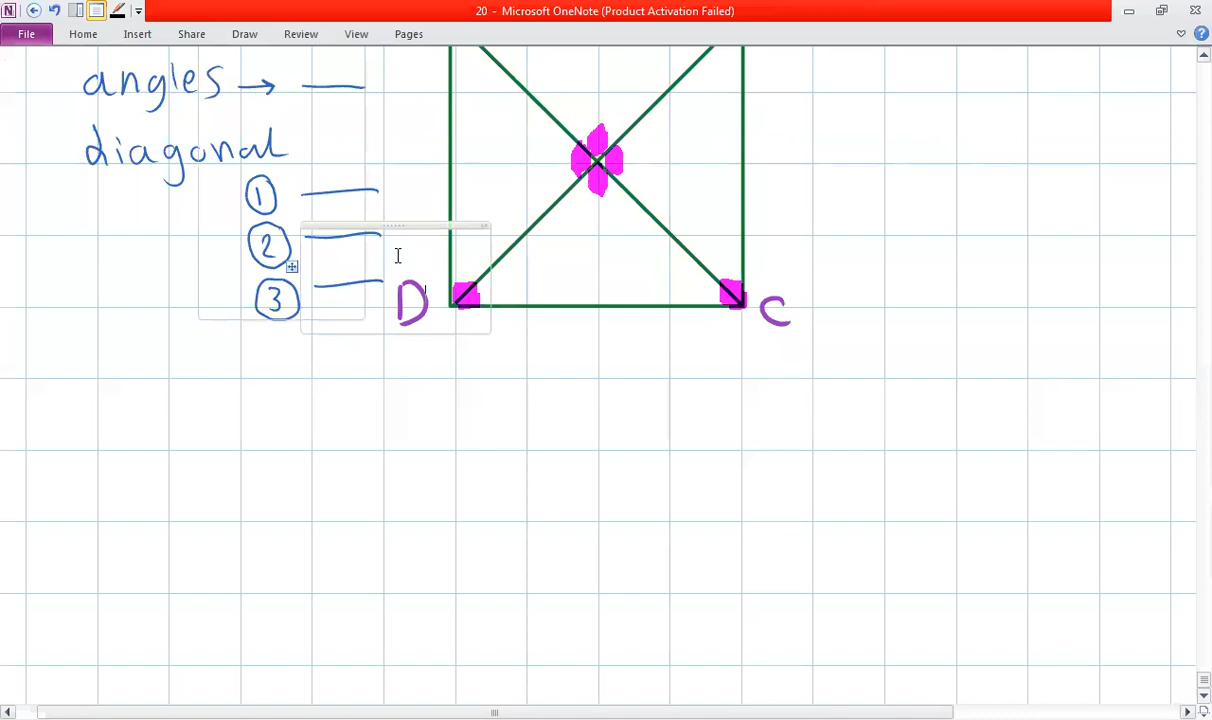 20 - Microsoft OneNote (Product Activation Failed)
File Home Insert Share Draw Review View Pages
angles →
diagonal
①
②
③
D
C